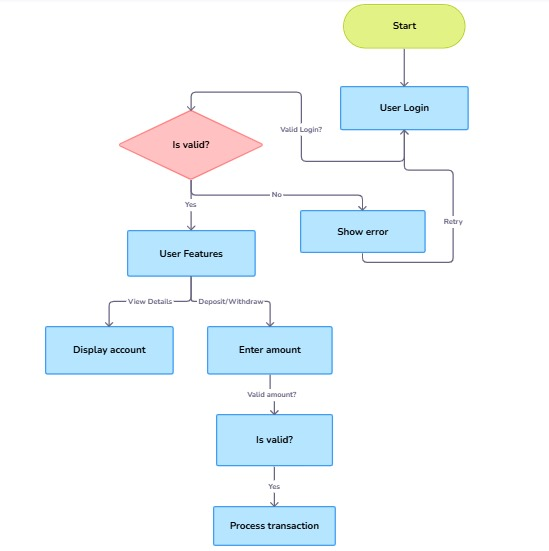 Start
User Login
Valid Login?
Is valid?
No
Yes
Retry
Show error
User Features
View Details
Deposit/Withdraw
Display account
Enter amount
Valid amount?
Is valid?
Yes
Process transaction